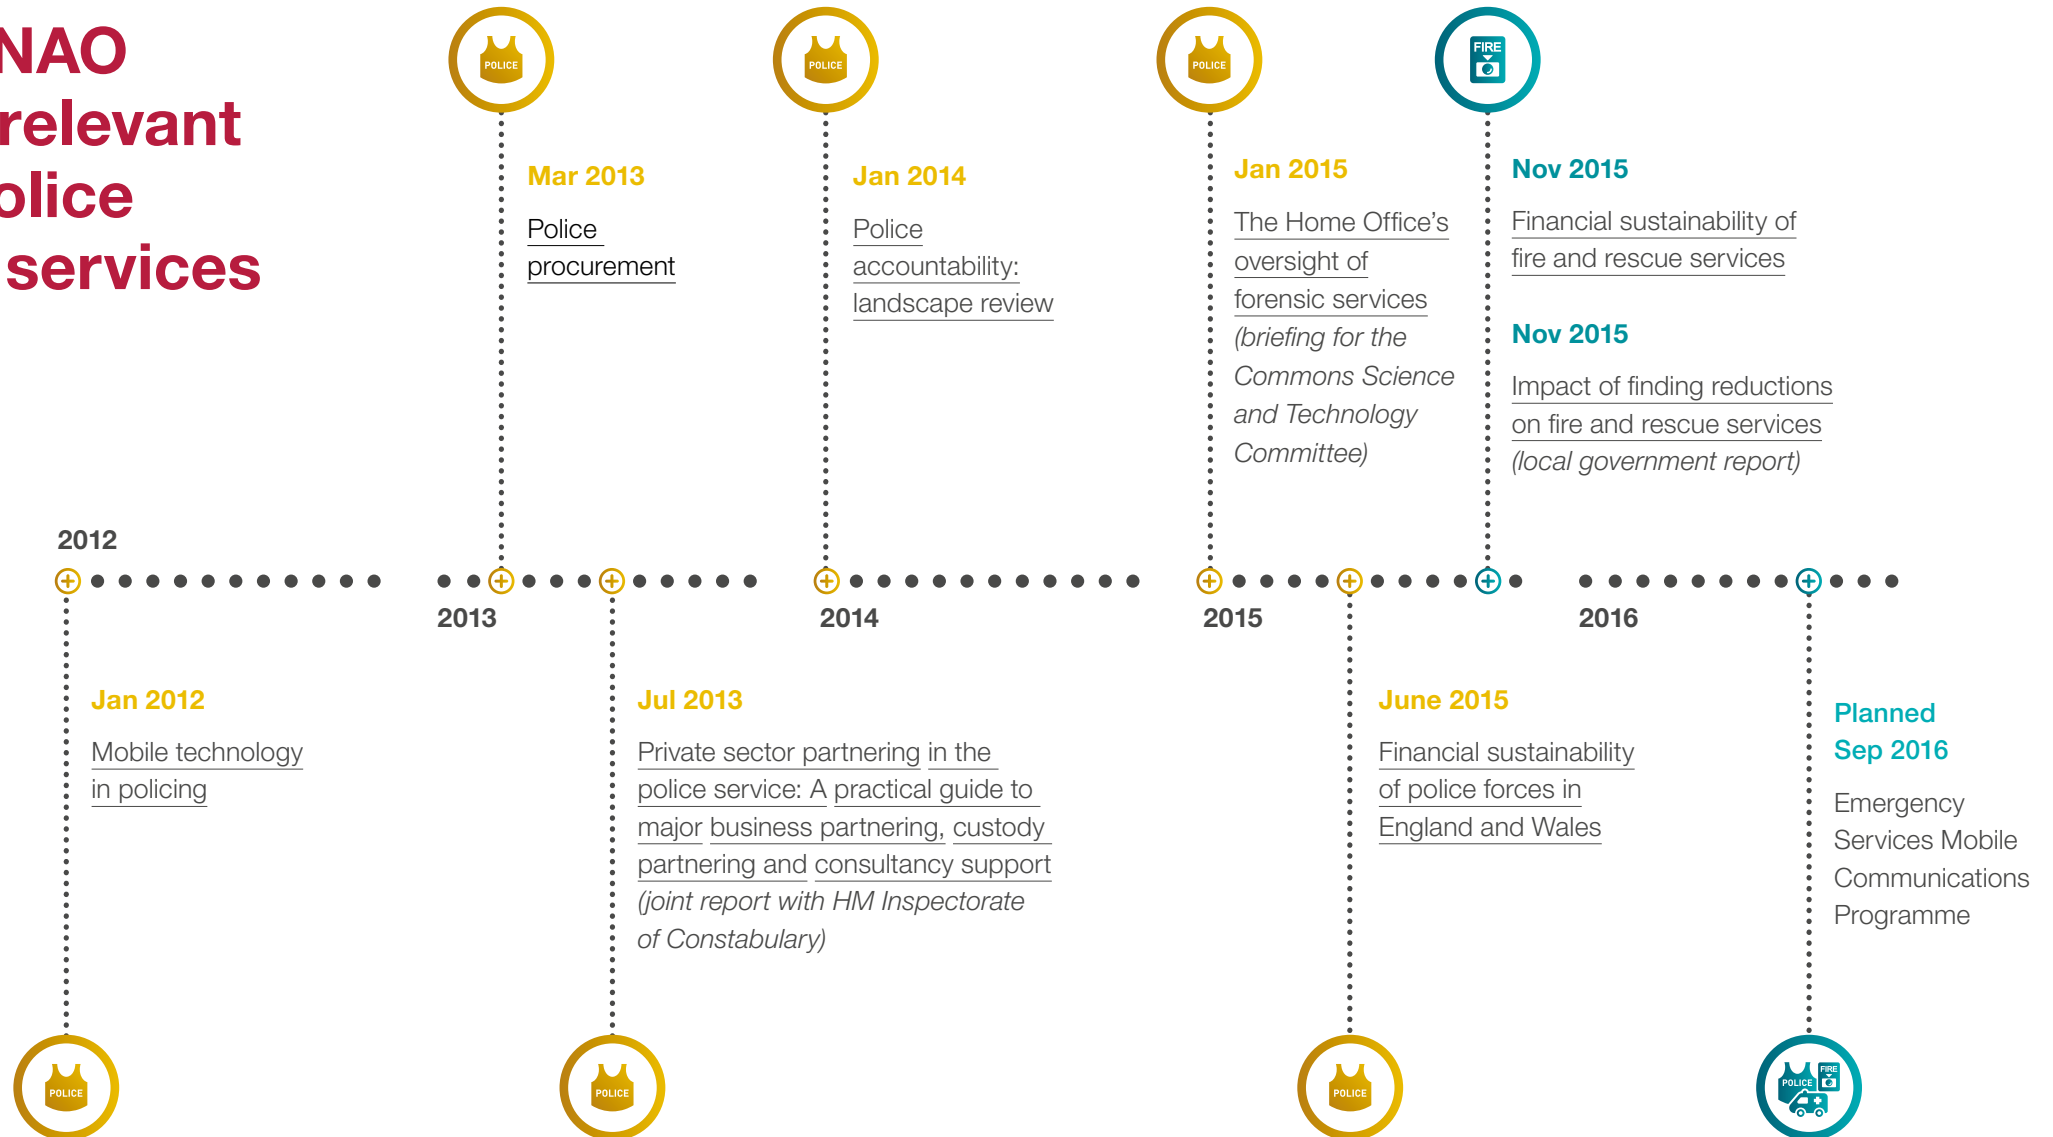 NAO
relevant
olice
services
POLICE
POLICE
POLICE
FIRE
Mar 2013
Police
procurement
Jan 2014
Police
accountability:
landscape review
Jan 2015
The Home Office's
oversight of
forensic services
(briefing for the
Commons Science
and Technology
Committee)
Nov 2015
Financial sustainability of
fire and rescue services
Nov 2015
Impact of finding reductions
on fire and rescue services
(local government report)
2012
2013
2014
2015
2016
Jan 2012
Mobile technology
in policing
Jul 2013
Private sector partnering in the
police service: A practical guide to
major business partnering, custody
partnering and consultancy support
(joint report with HM Inspectorate
of Constabulary)
June 2015
Financial sustainability
of police forces in
England and Wales
Planned
Sep 2016
Emergency
Services Mobile
Communications
Programme
POLICE
POLICE
POLICE
POLICE
FIRE